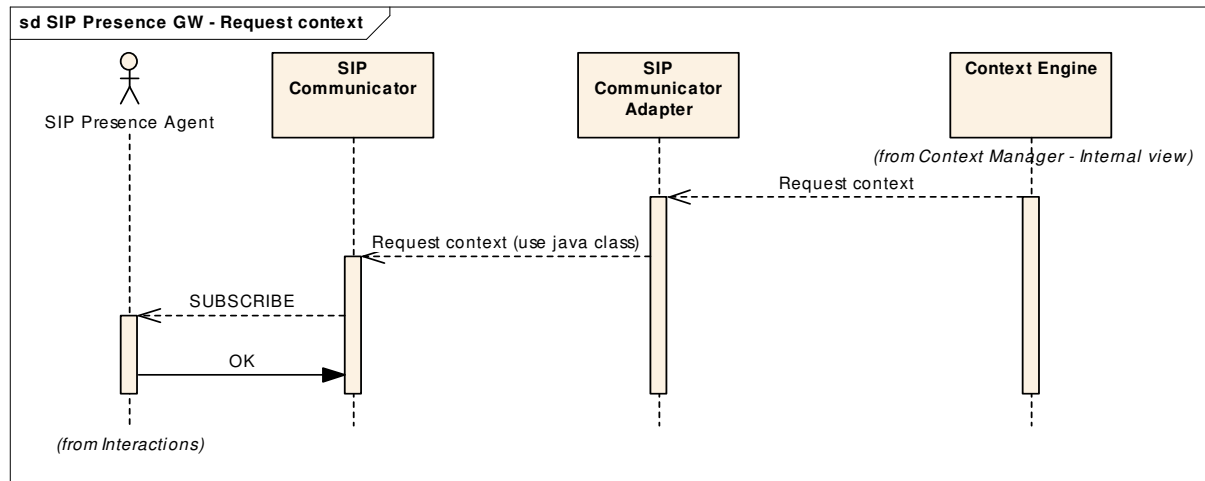 sd SIP Presence GW - Request context
SIP Presence Agent
SIP
Communicator
SIP
Communicator
Adapter
Context Engine
(from Context Manager - Internal view)
Request context
Request context (use java class)
SUBSCRIBE
OK
(from Interactions)